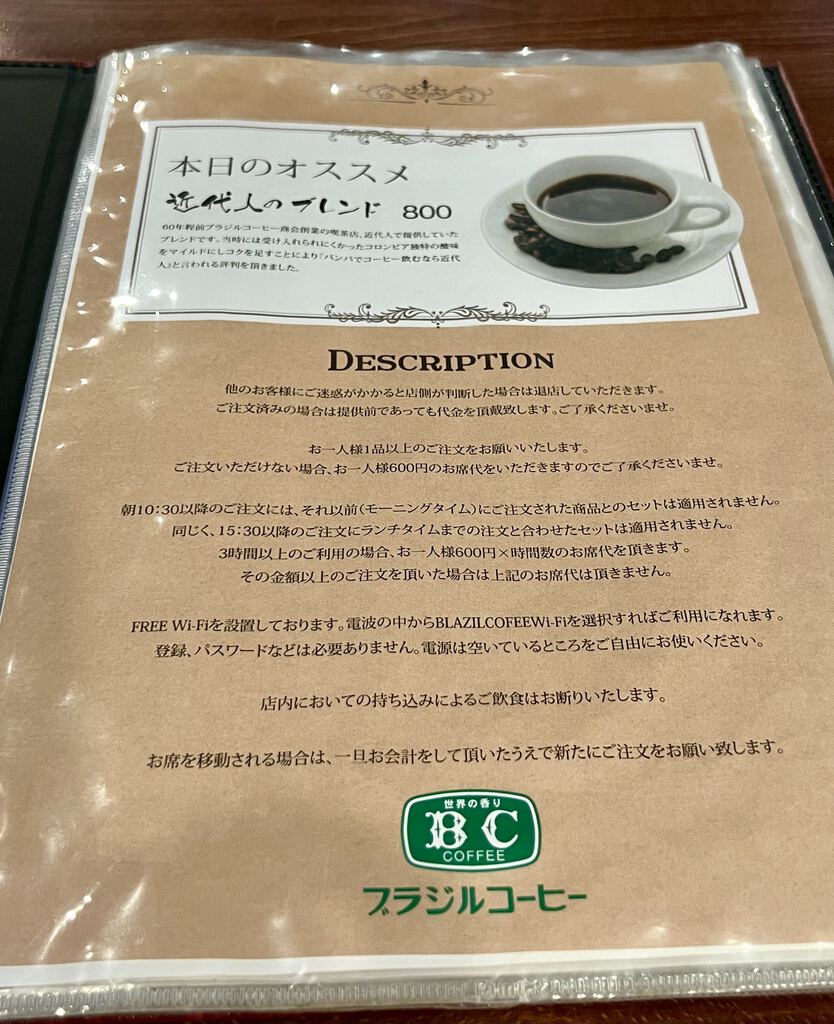 本日のオススメ
近代人のブレンド 800
60年程前ブラジルコーヒー商会創業の喫茶店、近代人で提供していた
ブレンドです。当時には受け入れられにくかったコロンビア独特の酸味
をマイルドにしコクを足すことにより『バンバでコーヒー飲むなら近代
人』と言われる評判を頂きました。
DESCRIPTION
他のお客様にご迷惑がかかると店側が判断した場合は退店していただきます。
ご注文済みの場合は提供前であっても代金を頂戴致します。ご了承くださいませ。
お一人様1品以上のご注文をお願いいたします。
ご注文いただけない場合、お一人様600円のお席代をいただきますのでご了承くださいませ。
朝10:30以降のご注文には、それ以前(モーニングタイム)にご注文された商品とのセットは適用されません。
同じく、15:30以降のご注文にランチタイムまでの注文と合わせたセットは適用されません。
3時間以上のご利用の場合、お一人様600円×時間数のお席代を頂きます。
その金額以上のご注文を頂いた場合は上記のお席代は頂きません。
FREE Wi-Fiを設置しております。電波の中からBLAZILCOFEEWi-Fiを選択すればご利用になれます。
登録、パスワードなどは必要ありません。電源は空いているところをご自由にお使いください。
店内においての持ち込みによるご飲食はお断りいたします。
お席を移動される場合は、一旦お会計をして頂いたうえで新たにご注文をお願い致します。
世界の香り
BC
COFFEE
ブラジルコーヒー